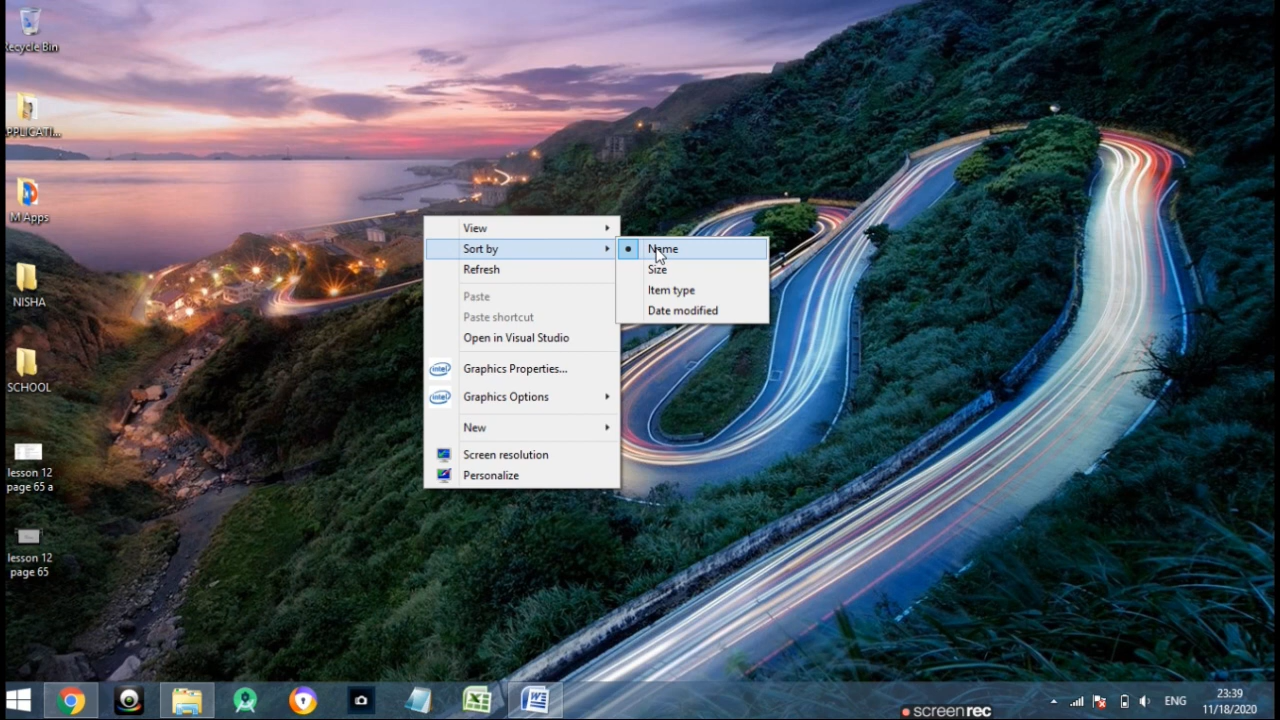 Recycle Bin
APPLICATI...
M Apps
NISHA
SCHOOL
lesson 12
page 65 a
lesson 12
page 65
View
Sort by
Refresh
Paste
Paste shortcut
Open in Visual Studio
intel
Graphics Properties...
intel
Graphics Options
New
Screen resolution
Personalize
Name
Size
Item type
Date modified
ENG
23:39
11/18/2020
screenrec